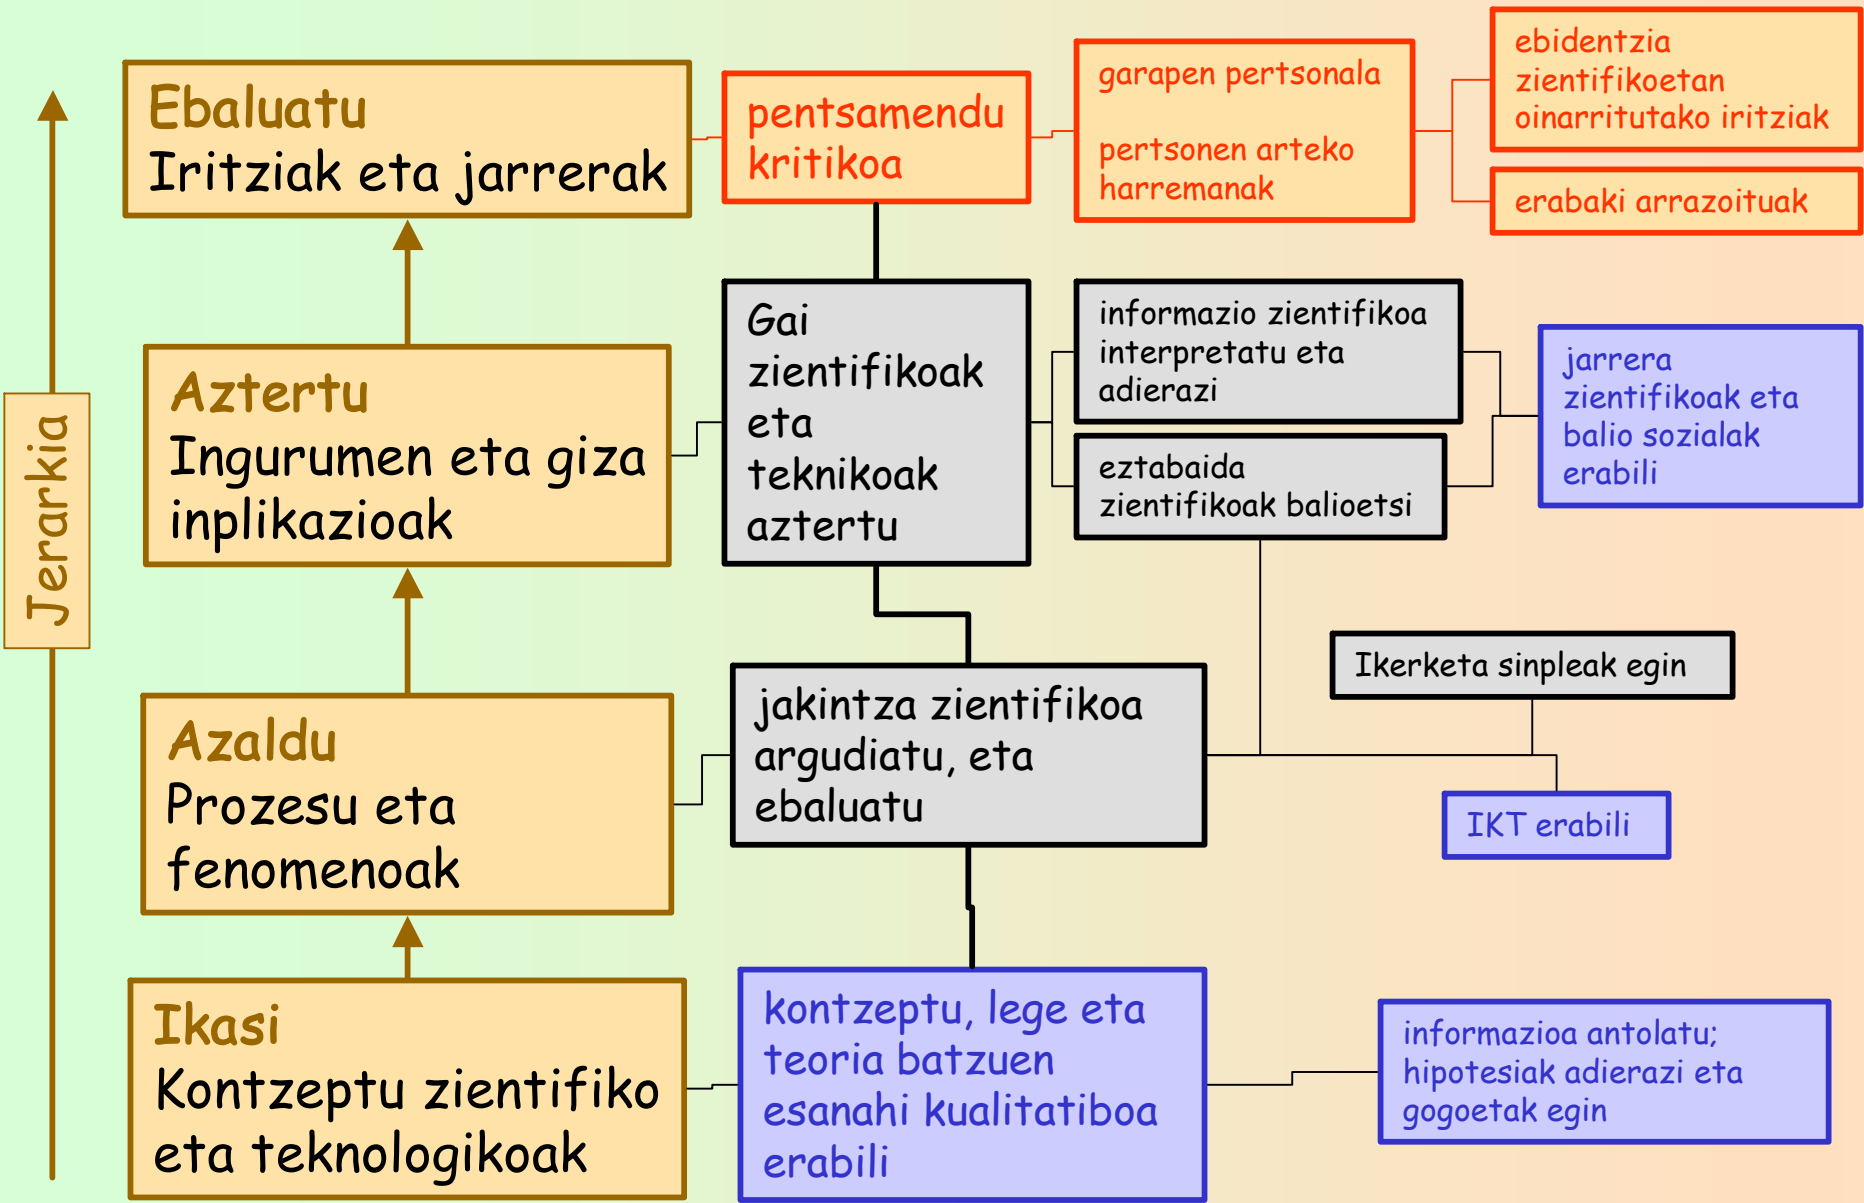 Jerarkia
Ebaluatu
Iritziak eta jarrerak
pentsamendu
kritikoa
garapen pertsonala
pertsonen arteko
harremanak
ebidentzia
zientifikoetan
oinarritutako iritziak
erabaki arrazoituak
Aztertu
Ingurumen eta giza
inplikazioak
Gai
zientifikoak
eta
teknikoak
aztertu
informazio zientifikoa
interpretatu eta
adierazi
eztabaida
zientifikoak balioetsi
jarrera
zientifikoak eta
balio sozialak
erabili
Azaldu
Prozesu eta
fenomenoak
jakintza zientifikoa
argudiatu, eta
ebaluatu
Ikerketa sinpleak egin
IKT erabili
Ikasi
Kontzeptu zientifiko
eta teknologikoak
kontzeptu, lege eta
teoria batzuen
esanahi kualitatiboa
erabili
informazioa antolatu;
hipotesiak adierazi eta
gogoetak egin